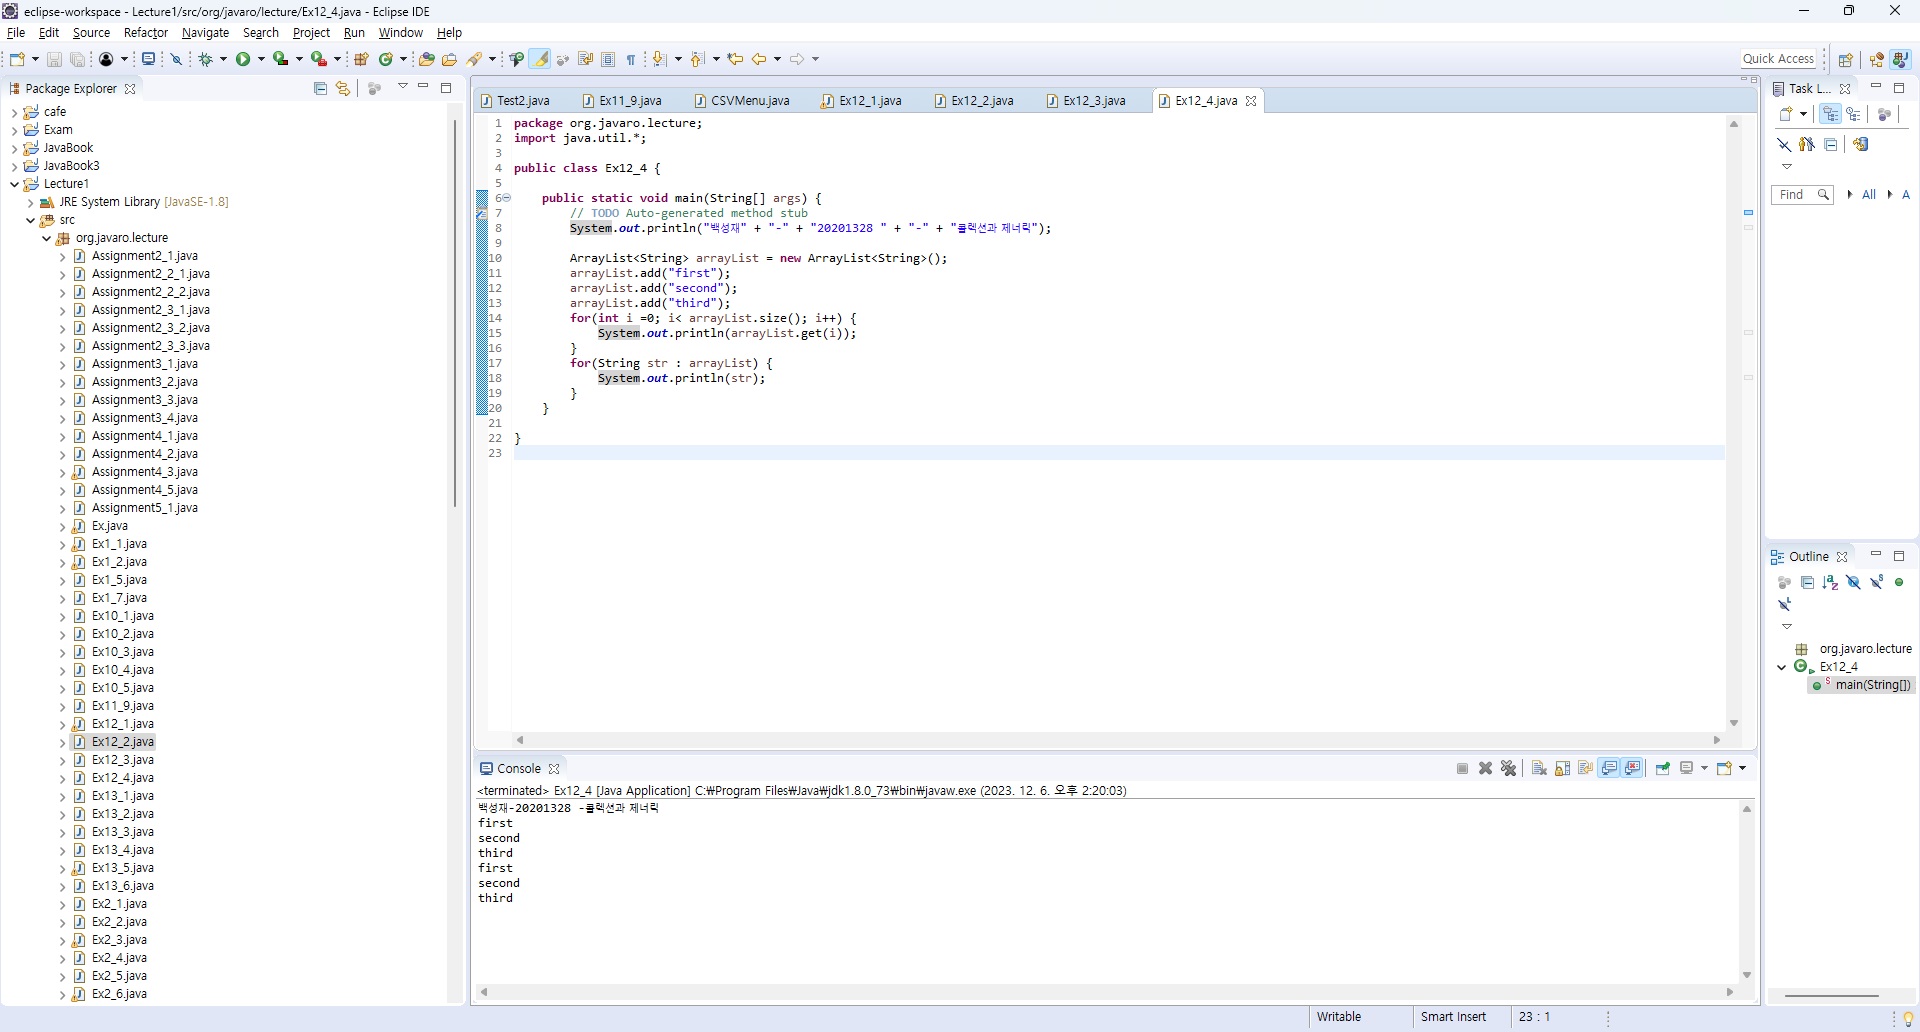 eclipse-workspace - Lecture1/src/org/javaro/lecture/Ex12_4.java - Eclipse IDE
File Edit Source Refactor Navigate Search Project Run Window Help
Quick Access
Package Explorer
cafe
Exam
JavaBook
JavaBook3
Lecture1
JRE System Library [JavaSE-1.8]
src
org.javaro.lecture
Assignment2_1.java
Assignment2_2_1.java
Assignment2_2_2.java
Assignment2_3_1.java
Assignment2_3_2.java
Assignment2_3_3.java
Assignment3_1.java
Assignment3_2.java
Assignment3_3.java
Assignment3_4.java
Assignment4_1.java
Assignment4_2.java
Assignment4_3.java
Assignment4_5.java
Assignment5_1.java
Ex.java
Ex1_1.java
Ex1_2.java
Ex1_5.java
Ex1_7.java
Ex10_1.java
Ex10_2.java
Ex10_3.java
Ex10_4.java
Ex10_5.java
Ex11_9.java
Ex12_1.java
Ex12_2.java
Ex12_3.java
Ex12_4.java
Ex13_1.java
Ex13_2.java
Ex13_3.java
Ex13_4.java
Ex13_5.java
Ex13_6.java
Ex2_1.java
Ex2_2.java
Ex2_3.java
Ex2_4.java
Ex2_5.java
Ex2_6.java
Test2.java Ex11_9.java CSVMenu.java Ex12_1.java Ex12_2.java Ex12_3.java Ex12_4.java
1 package org.javaro.lecture;
2 import java.util.*;
3
4 public class Ex12_4 {
5
6 public static void main(String[] args) {
7 // TODO Auto-generated method stub
8 System.out.println("백성재" + "-" + "20201328 " + "-" + "콜렉션과 제너릭");
9
10 ArrayList<String> arrayList = new ArrayList<String>();
11 arrayList.add("first");
12 arrayList.add("second");
13 arrayList.add("third");
14 for(int i =0; i< arrayList.size(); i++) {
15 System.out.println(arrayList.get(i));
16 }
17 for(String str : arrayList) {
18 System.out.println(str);
19 }
20 }
21
22 }
23
Console
<terminated> Ex12_4 [Java Application] C:₩Program Files₩Java₩jdk1.8.0_73₩bin₩javaw.exe (2023. 12. 6. 오후 2:20:03)
백성재-20201328 -콜렉션과 제너릭
first
second
third
first
second
third
Task L...
Find All A
Outline
org.javaro.lecture
Ex12_4
main(String[])
Writable Smart Insert 23 : 1